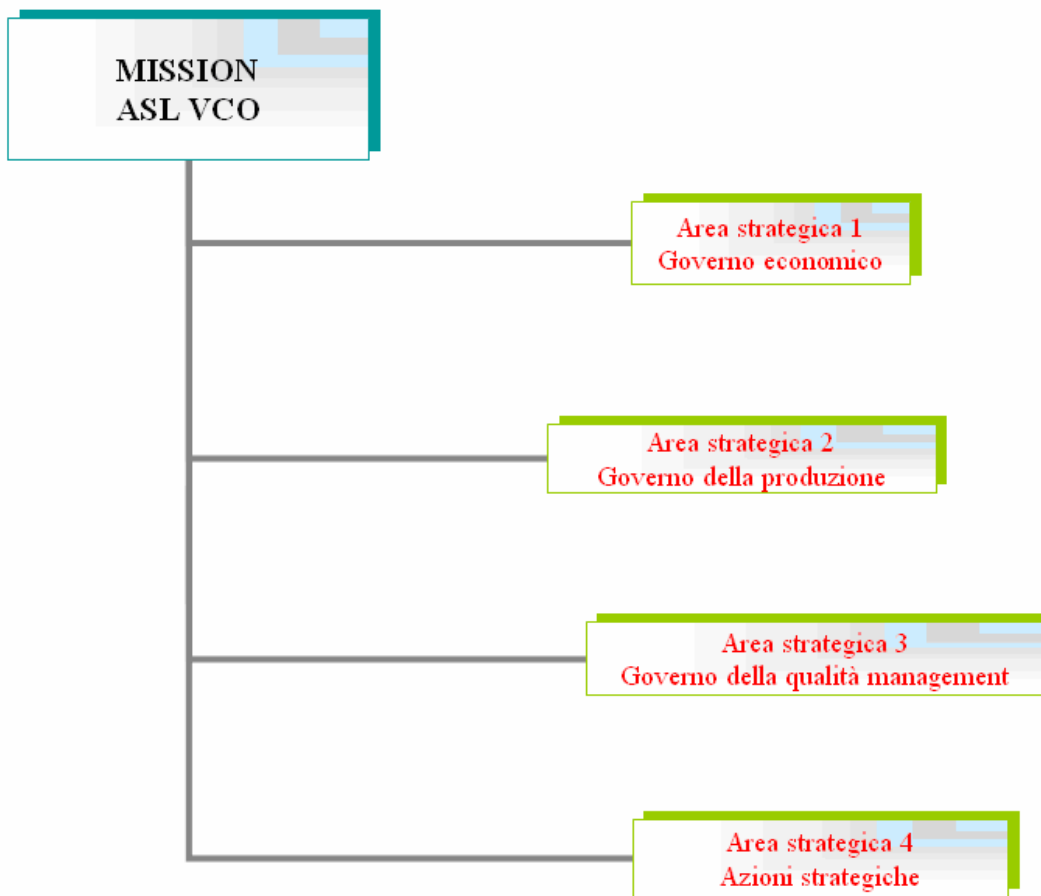 MISSION
ASL VCO
Area strategica 1
Governo economico
Area strategica 2
Governo della produzione
Area strategica 3
Governo della qualità management
Area strategica 4
Azioni strategiche